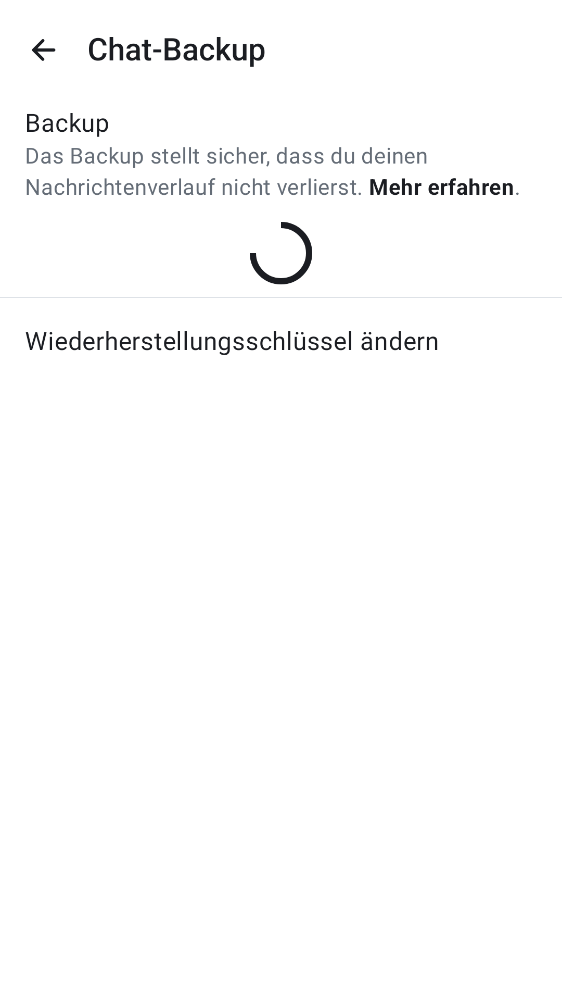 Chat-Backup
Backup
Das Backup stellt sicher, dass du deinen
Nachrichtenverlauf nicht verlierst. Mehr erfahren.
Wiederherstellungsschlüssel ändern